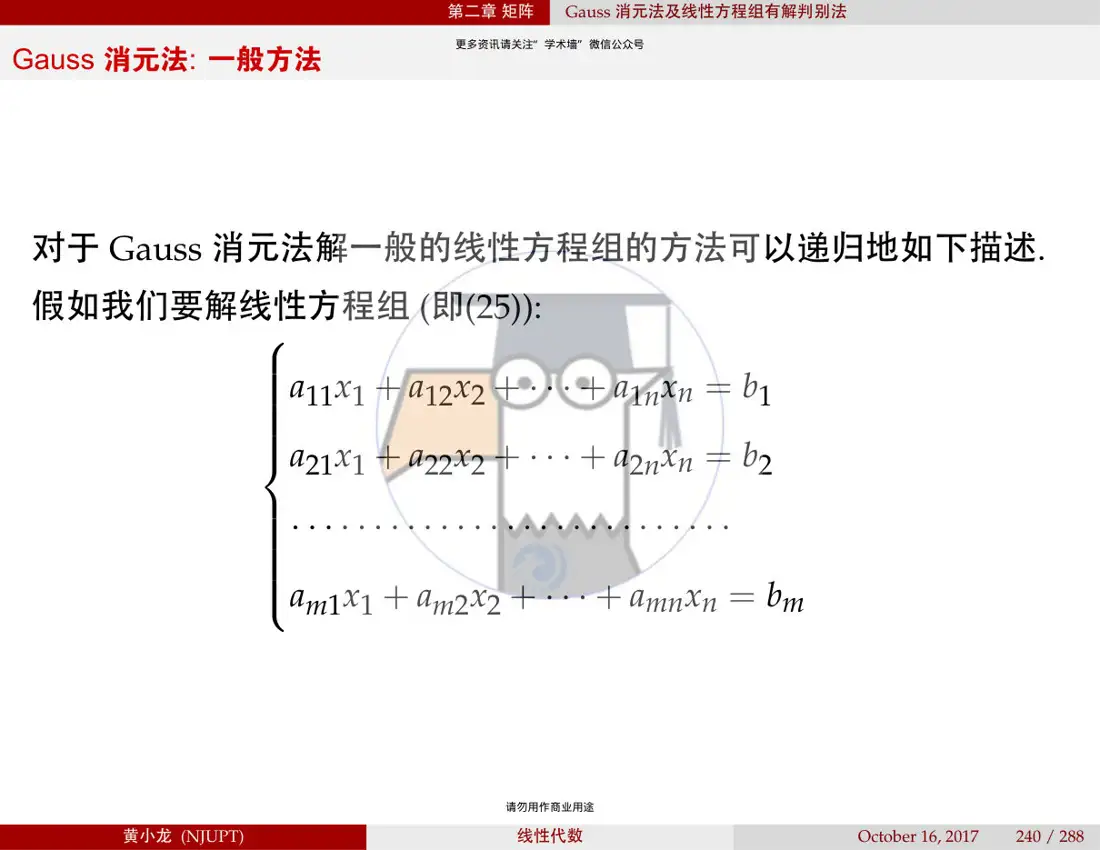 第二章 矩阵 Gauss 消元法及线性方程组有解判别法
更多资讯请关注“学术墙”微信公众号
Gauss 消元法: 一般方法
对于 Gauss 消元法解一般的线性方程组的方法可以递归地如下描述.
假如我们要解线性方程组 (即(25)):
a11x1 + a12x2 + · · · + a1nxn = b1
a21x1 + a22x2 + · · · + a2nxn = b2
· · · · · · · · · · · · · · · · · · · · · · · · · · ·
am1x1 + am2x2 + · · · + amnxn = bm
请勿用作商业用途
黄小龙 (NJUPT) 线性代数 October 16, 2017 240 / 288